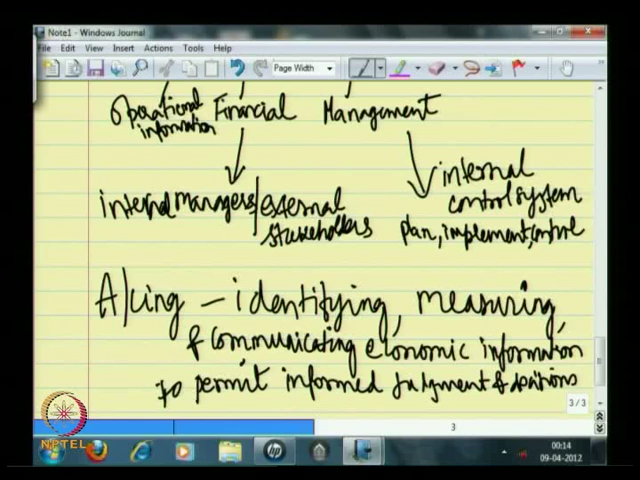 Note1 - Windows Journal
File Edit View Insert Actions Tools Help
Page Width
operational Financial Management
information
internal
control system
internal managers/external
stakeholders
plan, implement, control
A/cing - identifying, measuring,
& communicating economic information
to permit informed judgment & decisions
3/3
3
NPTEL
00:14
09-04-2012